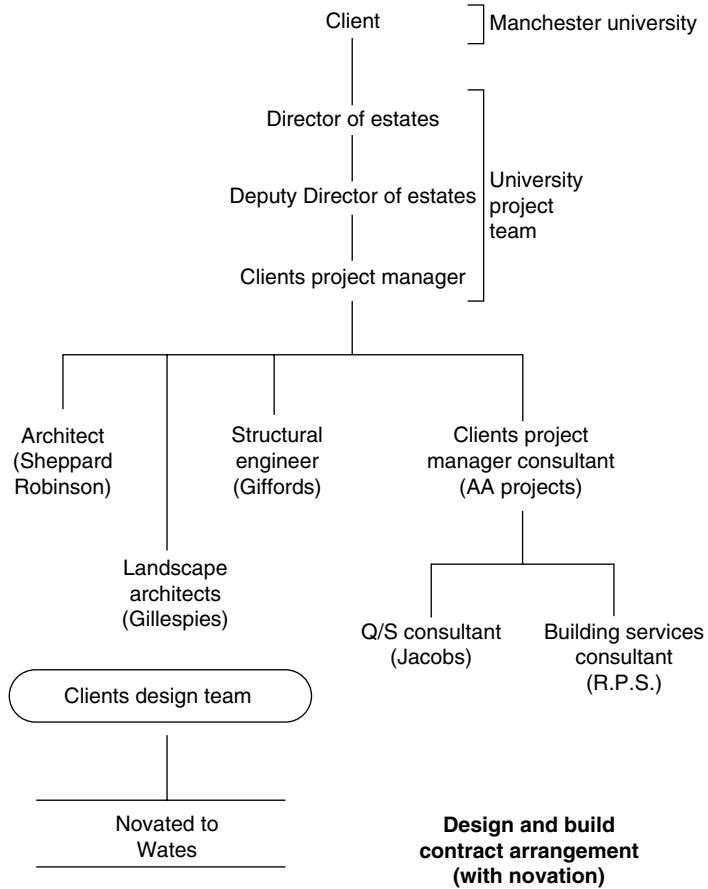 Client
Manchester university
Director of estates
Deputy Director of estates
University
project
team
Clients project manager
Architect
(Sheppard
Robinson)
Structural
engineer
(Giffords)
Clients project
manager consultant
(AA projects)
Landscape
architects
(Gillespies)
Q/S consultant
(Jacobs)
Building services
consultant
(R.P.S.)
Clients design team
Novated to
Wates
Design and build
contract arrangement
(with novation)